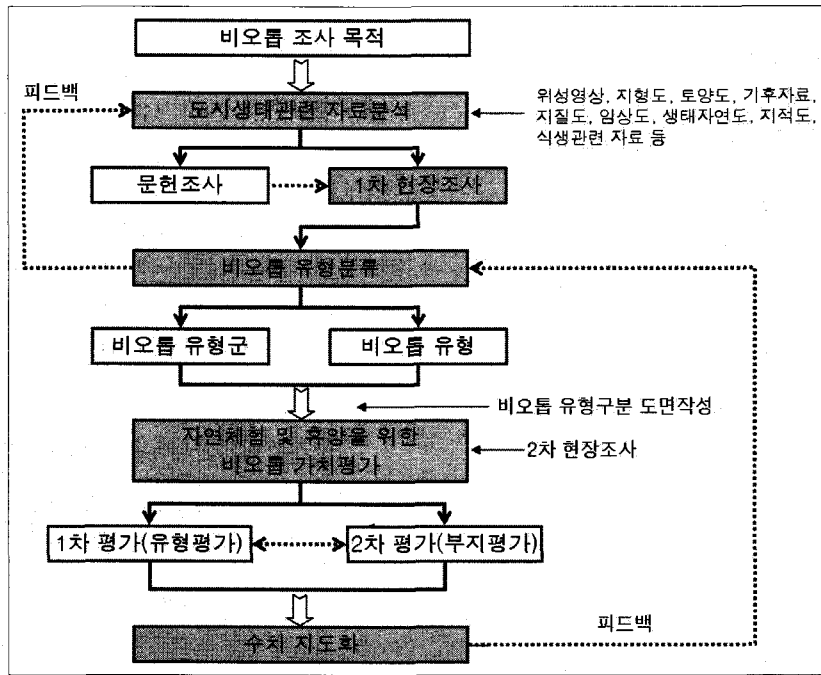 비오톱 조사 목적
피드백
도시생태관련 자료분석
위성영상, 지형도, 토양도, 기후자료,
지질도, 임상도, 생태자연도, 지적도,
식생관련 자료 등
문헌조사
1차 현장조사
비오톱 유형분류
비오톱 유형군
비오톱 유형
비오톱 유형구분 도면작성
자연체험 및 휴양을 위한
비오톱 가치평가
2차 현장조사
1차 평가(유형평가)
2차 평가(부지평가)
수치 지도화
피드백